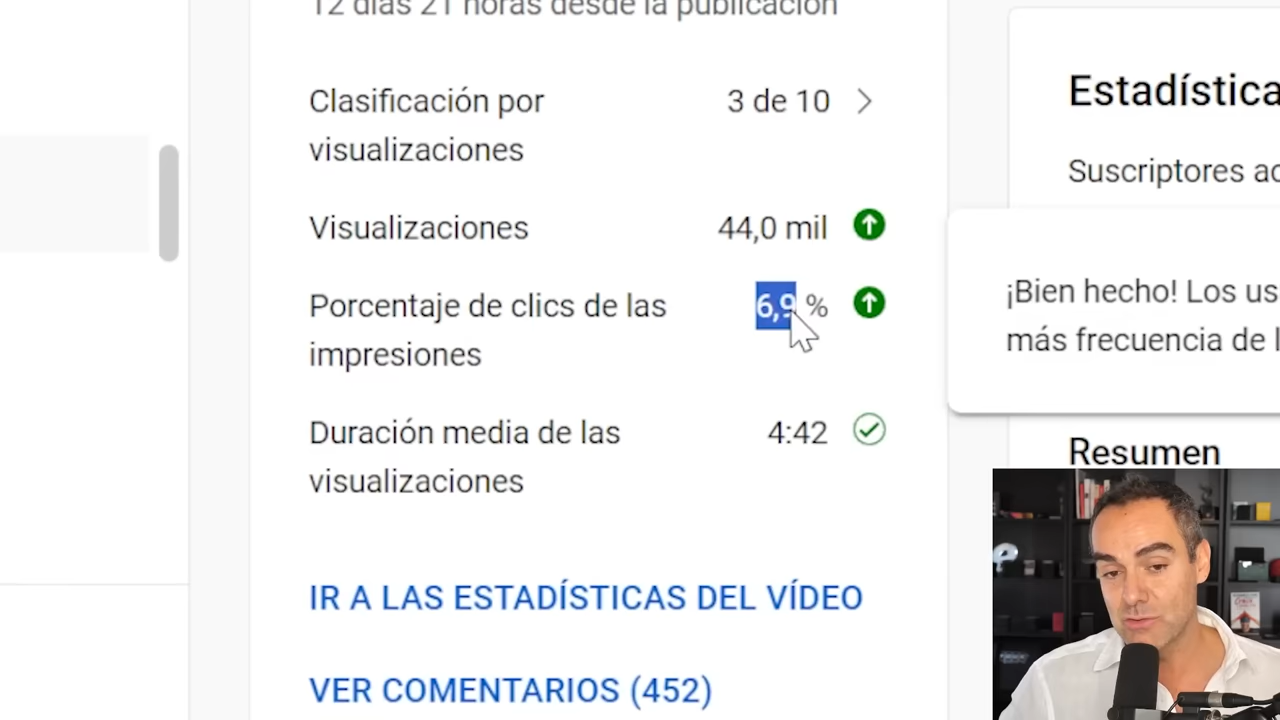 12 días 21 horas desde la publicación
Clasificación por
visualizaciones
3 de 10
Visualizaciones
44,0 mil
Porcentaje de clics de las
impresiones
6,9 %
Duración media de las
visualizaciones
4:42
IR A LAS ESTADÍSTICAS DEL VÍDEO
VER COMENTARIOS (452)
Estadística
Suscriptores ac
¡Bien hecho! Los us
más frecuencia de l
Resumen